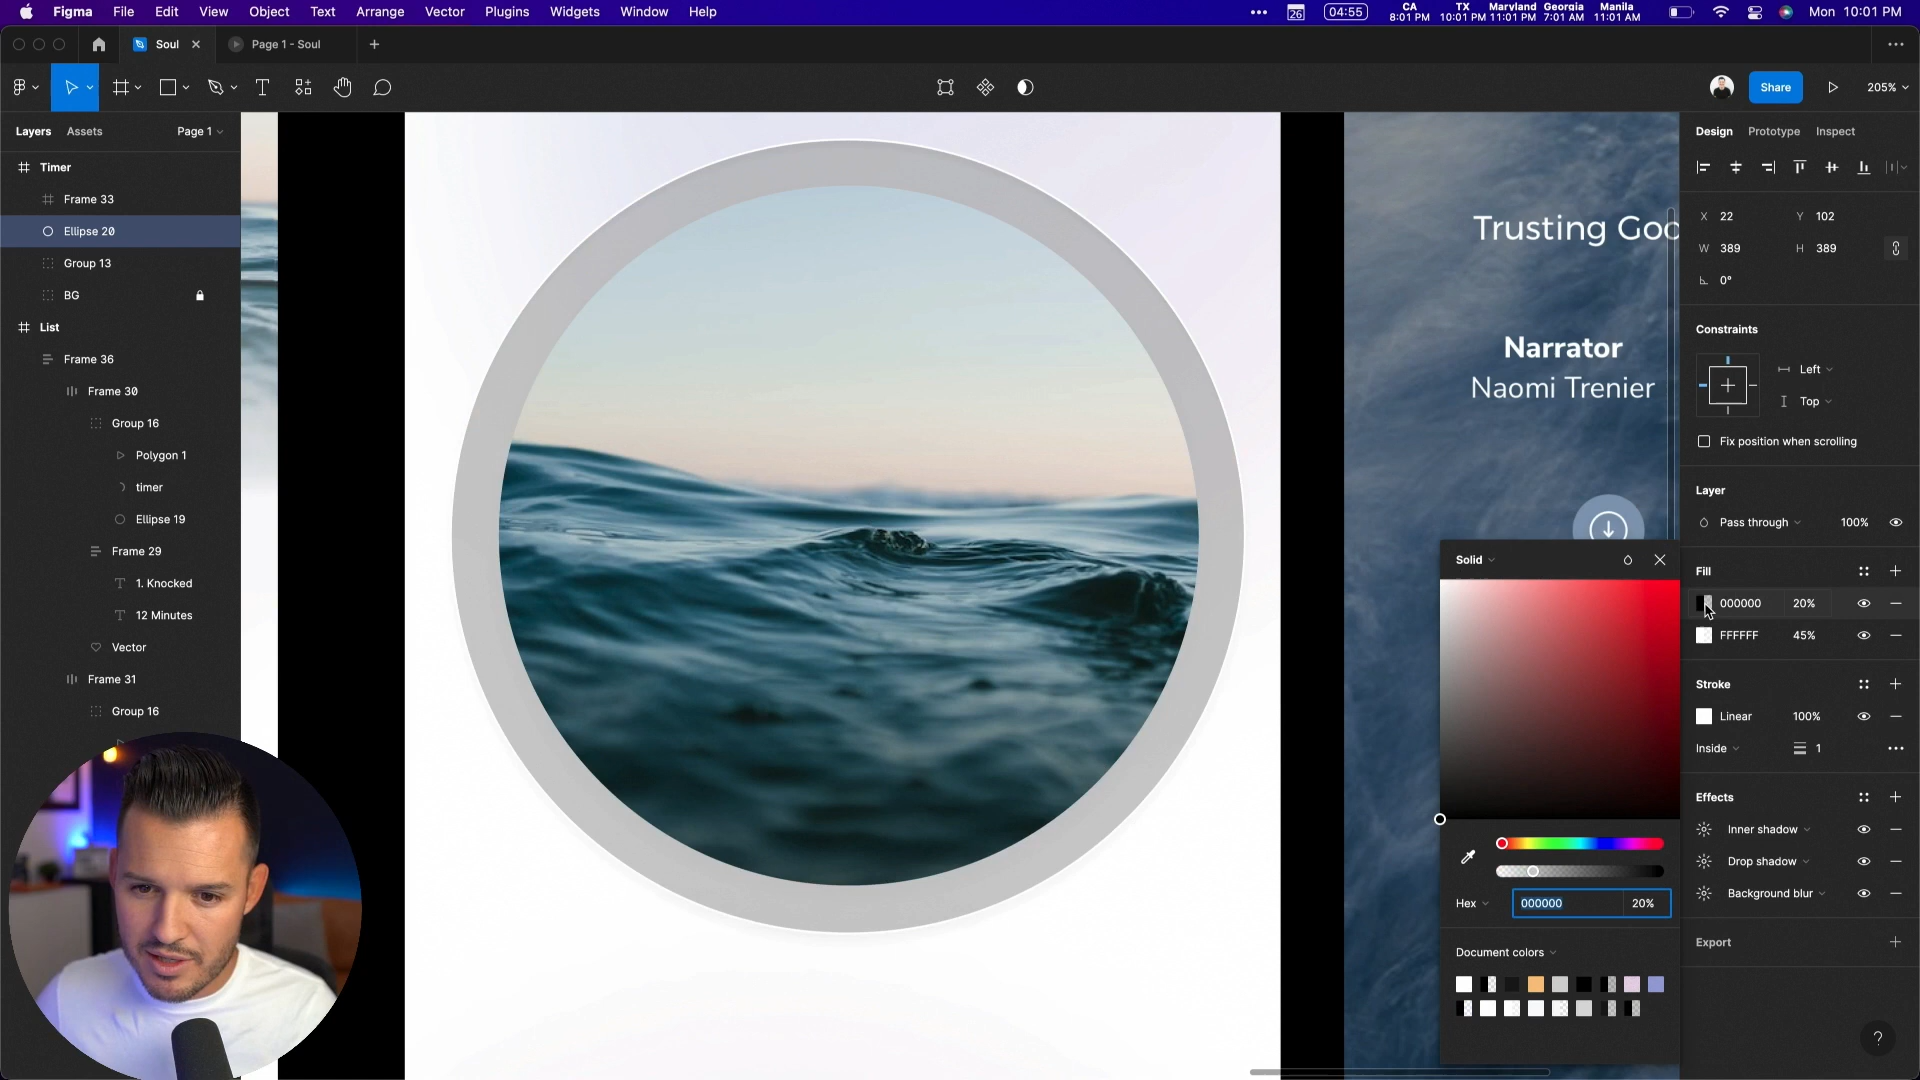 Figma File Edit View Object Text Arrange Vector Plugins Widgets Window Help
26 04:55 CA 8:01 PM TX 10:01 PM Maryland 11:01 PM Georgia 7:01 AM Manila 11:01 AM Mon 10:01 PM
Soul
Page 1 - Soul
Share
205%
Layers
Assets
Page 1
Timer
Frame 33
Ellipse 20
Group 13
BG
List
Frame 36
Frame 30
Group 16
Polygon 1
timer
Ellipse 19
Frame 29
1. Knocked
12 Minutes
Vector
Frame 31
Group 16
Trusting Goo
Narrator
Naomi Trenier
Design
Prototype
Inspect
X 22
Y 102
W 389
H 389
0°
Constraints
Left
Top
Fix position when scrolling
Layer
Pass through
100%
Fill
000000
20%
FFFFFF
45%
Stroke
Linear
100%
Inside
1
Effects
Inner shadow
Drop shadow
Background blur
Export
Solid
Hex
000000
20%
Document colors
?